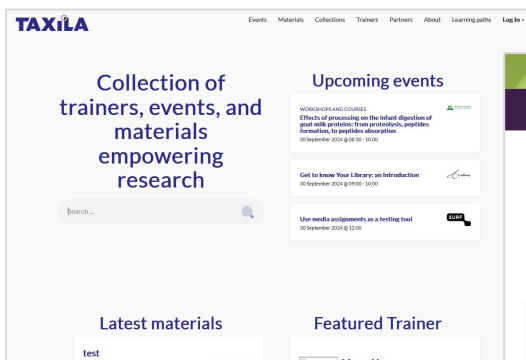 TAXiLA
Events Materials Collections Trainers Partners About Learning paths Log In
Collection of
trainers, events, and
materials
empowering
research
Search ...
Upcoming events
WORKSHOPS AND COURSES
Effects of processing on the infant digestion of
goat milk proteins: from proteolysis, peptides
formation, to peptides absorption
30 September 2024 @ 08:30 - 10:00
Get to know Your Library: an Introduction
30 September 2024 @ 09:00 - 10:00
Use media assignments as a testing tool
30 September 2024 @ 12:00
SURF
Latest materials
test
Featured Trainer